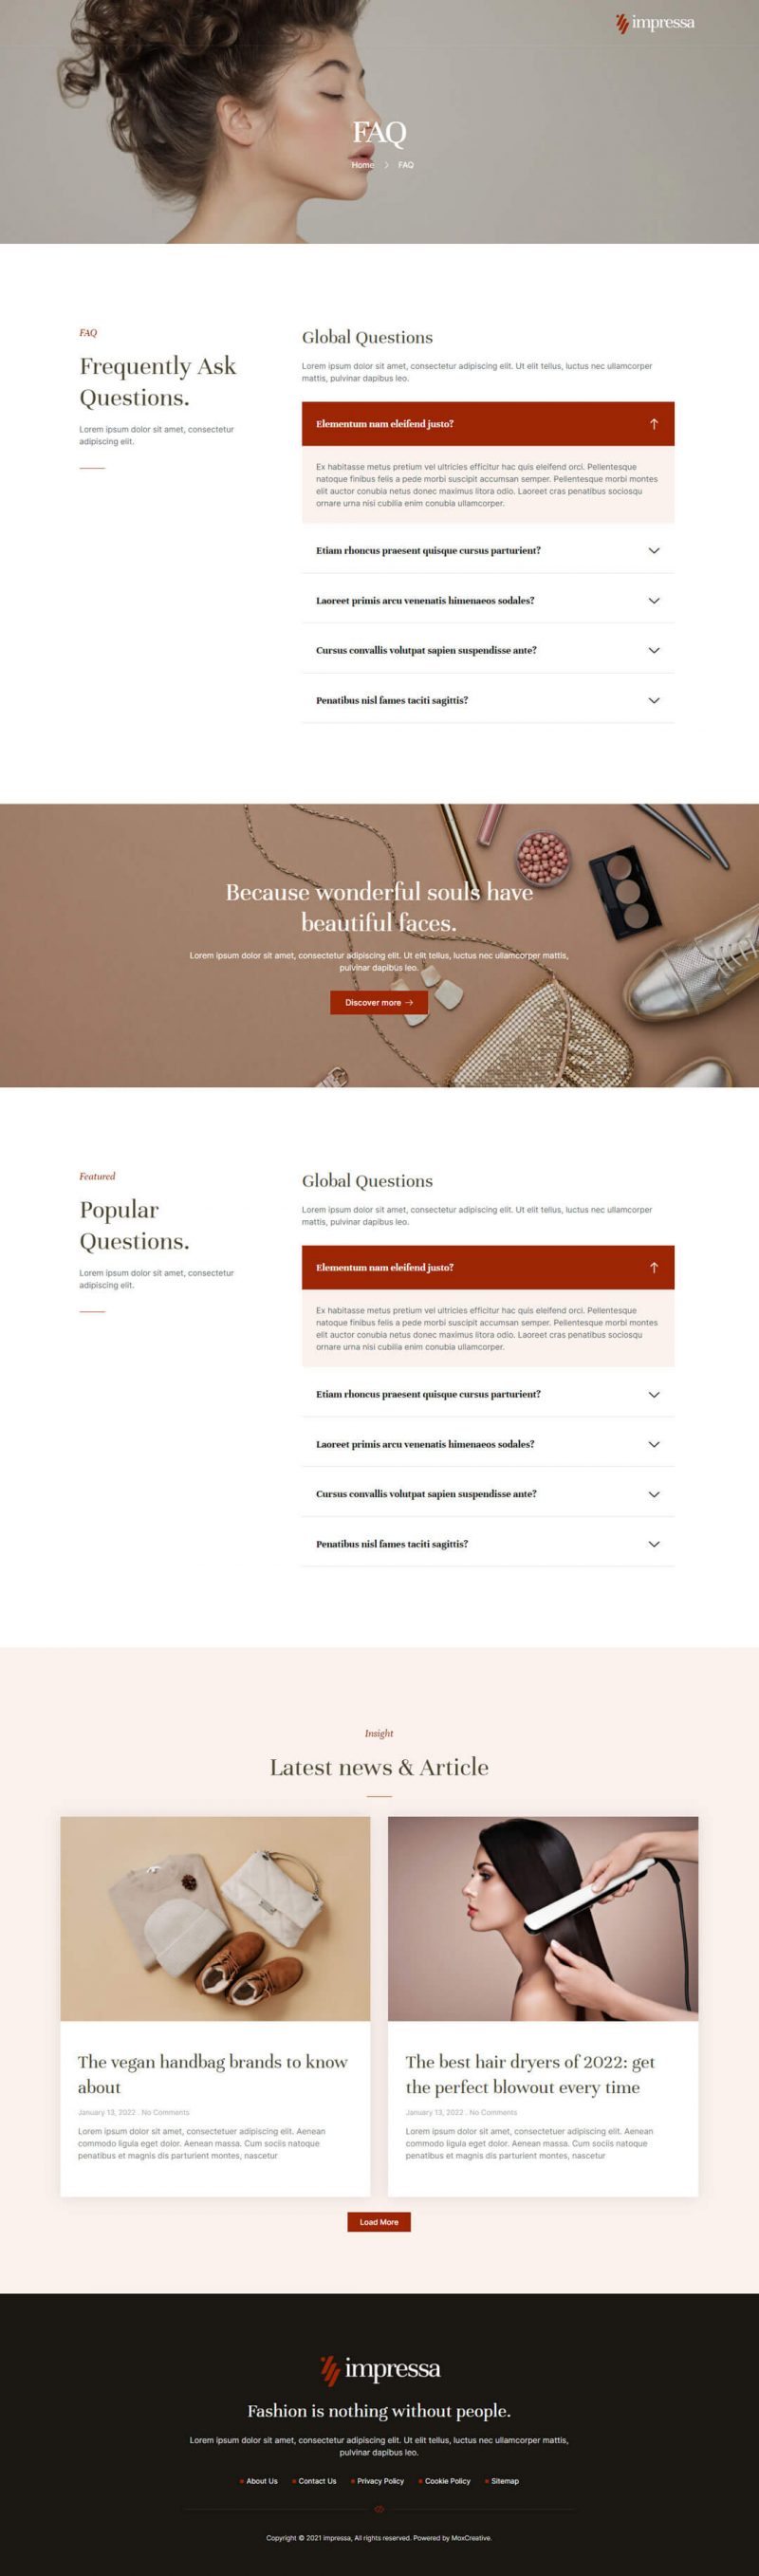 impressa
FAQ
Home > FAQ
FAQ
Frequently Ask
Questions.
Lorem ipsum dolor sit amet, consectetur
adipiscing elit.
Global Questions
Lorem ipsum dolor sit amet, consectetur adipiscing elit. Ut elit tellus, luctus nec ullamcorper
mattis, pulvinar dapibus leo.
Elementum nam eleifend justo?
Ex habitasse metus pretium vel ultricies efficitur hac quis eleifend orci. Pellentesque
natoque finibus felis a pede morbi suscipit accumsan semper. Pellentesque morbi montes
elit auctor conubia netus donec maximus litora odio. Laoreet cras penatibus sociosqu
ornare urna nisi cubilia enim conubia ullamcorper.
Etiam rhoncus praesent quisque cursus parturient?
Laoreet primis arcu venenatis himenaeos sodales?
Cursus convallis volutpat sapien suspendisse ante?
Penatibus nisl fames taciti sagittis?
Because wonderful souls have
beautiful faces.
Lorem ipsum dolor sit amet, consectetur adipiscing elit. Ut elit tellus, luctus nec ullamcorper mattis,
pulvinar dapibus leo.
Discover more →
Featured
Popular
Questions.
Lorem ipsum dolor sit amet, consectetur
adipiscing elit.
Global Questions
Lorem ipsum dolor sit amet, consectetur adipiscing elit. Ut elit tellus, luctus nec ullamcorper
mattis, pulvinar dapibus leo.
Elementum nam eleifend justo?
Ex habitasse metus pretium vel ultricies efficitur hac quis eleifend orci. Pellentesque
natoque finibus felis a pede morbi suscipit accumsan semper. Pellentesque morbi montes
elit auctor conubia netus donec maximus litora odio. Laoreet cras penatibus sociosqu
ornare urna nisi cubilia enim conubia ullamcorper.
Etiam rhoncus praesent quisque cursus parturient?
Laoreet primis arcu venenatis himenaeos sodales?
Cursus convallis volutpat sapien suspendisse ante?
Penatibus nisl fames taciti sagittis?
Insight
Latest news & Article
The vegan handbag brands to know
about
January 13, 2022 . No Comments
Lorem ipsum dolor sit amet, consectetuer adipiscing elit. Aenean
commodo ligula eget dolor. Aenean massa. Cum sociis natoque
penatibus et magnis dis parturient montes, nascetur
The best hair dryers of 2022: get
the perfect blowout every time
January 13, 2022 . No Comments
Lorem ipsum dolor sit amet, consectetuer adipiscing elit. Aenean
commodo ligula eget dolor. Aenean massa. Cum sociis natoque
penatibus et magnis dis parturient montes, nascetur
Load More
impressa
Fashion is nothing without people.
Lorem ipsum dolor sit amet, consectetur adipiscing elit. Ut elit tellus, luctus nec ullamcorper mattis,
pulvinar dapibus leo.
About Us Contact Us Privacy Policy Cookie Policy Sitemap
Copyright © 2021 impressa, All rights reserved. Powered by MoxCreative.